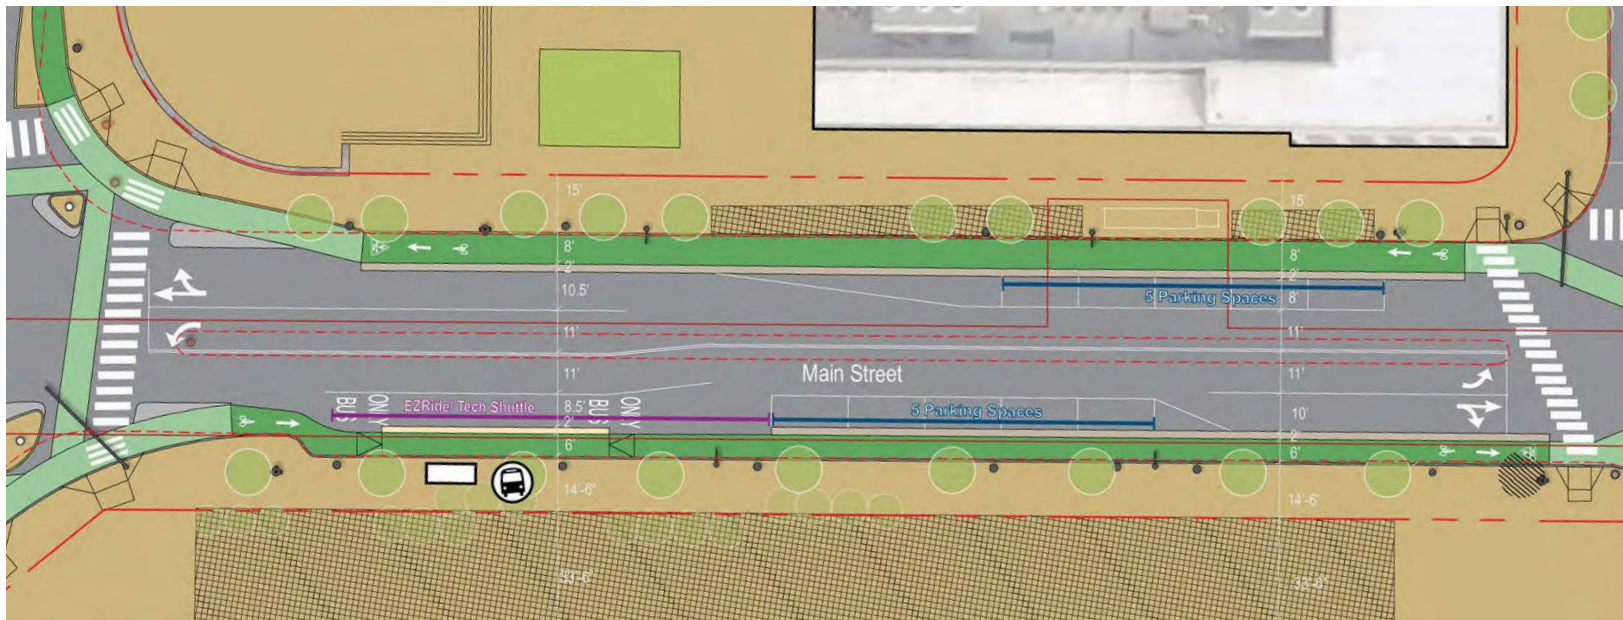 15'
15'
8'
8'
2'
2'
10.5'
5 Parking Spaces
8'
11'
11'
11'
Main Street
11'
EZRide/ Tech Shuttle
8.5'
BUS
ONLY
BUS
ONLY
5 Parking Spaces
10'
2'
2'
6'
6'
14'-6"
14'-6"
33'-6"
33'-6"